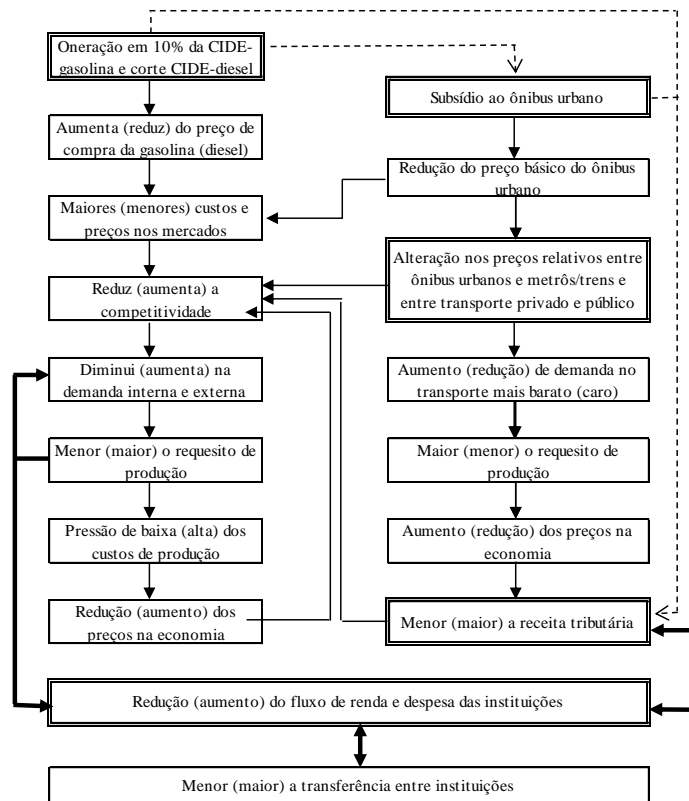 Oneração em 10% da CIDE-
gasolina e corte CIDE-diesel
Aumenta (reduz) do preço de
compra da gasolina (diesel)
Maiores (menores) custos e
preços nos mercados
Reduz (aumenta) a
competitividade
Diminui (aumenta) na
demanda interna e externa
Menor (maior) o requesito de
produção
Pressão de baixa (alta) dos
custos de produção
Redução (aumento) dos
preços na economia
Subsídio ao ônibus urbano
Redução do preço básico do ônibus
urbano
Alteração nos preços relativos entre
ônibus urbanos e metrôs/trens e
entre transporte privado e público
Aumento (redução) de demanda no
transporte mais barato (caro)
Maior (menor) o requesito de
produção
Aumento (redução) dos preços na
economia
Menor (maior) a receita tributária
Redução (aumento) do fluxo de renda e despesa das instituições
Menor (maior) a transferência entre instituições